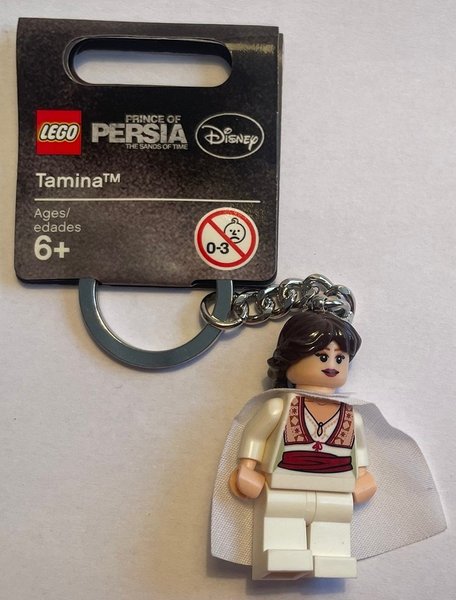 LEGO
PRINCE OF
PERSIA
THE SANDS OF TIME
Disney
Tamina™
Ages/
edades
6+
0-3